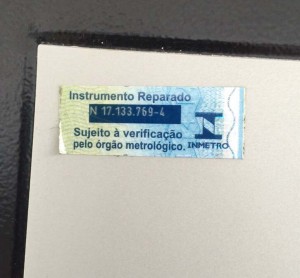 Instrumento Reparado
N 17.133.769-4
Sujeito à verificação
pelo órgão metrológico.
INMETRO